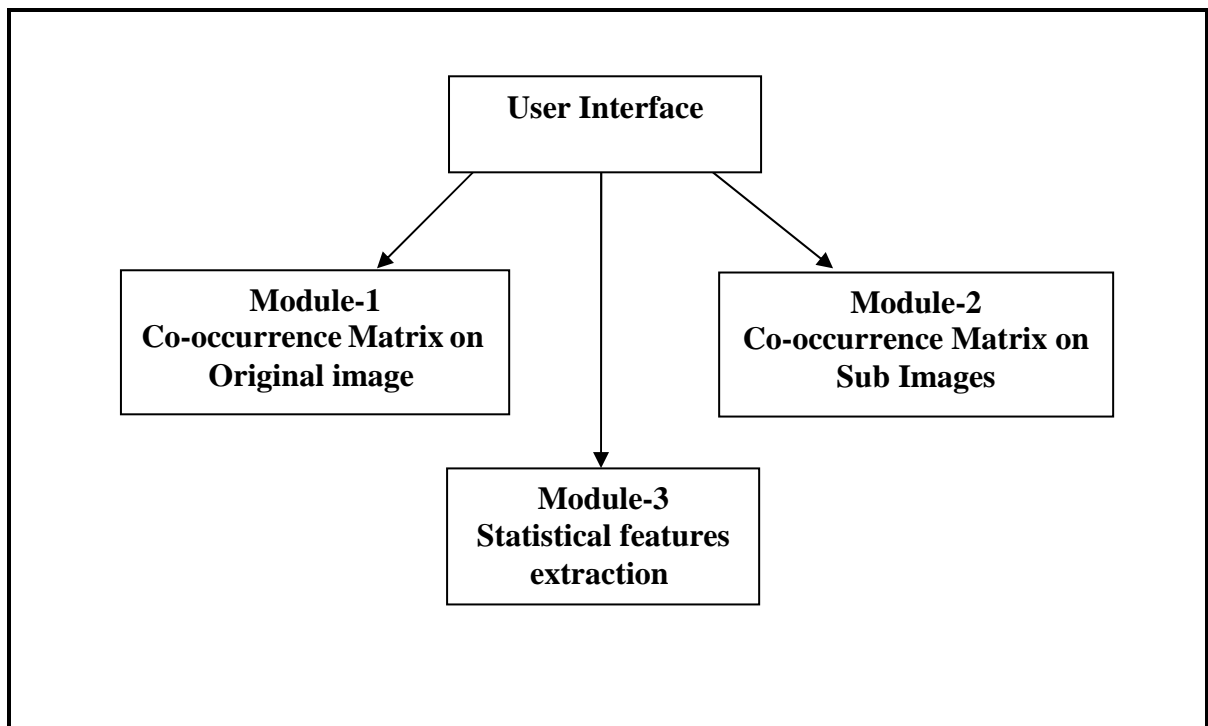 User Interface
Module-1
Co-occurrence Matrix on
Original image
Module-2
Co-occurrence Matrix on
Sub Images
Module-3
Statistical features
extraction